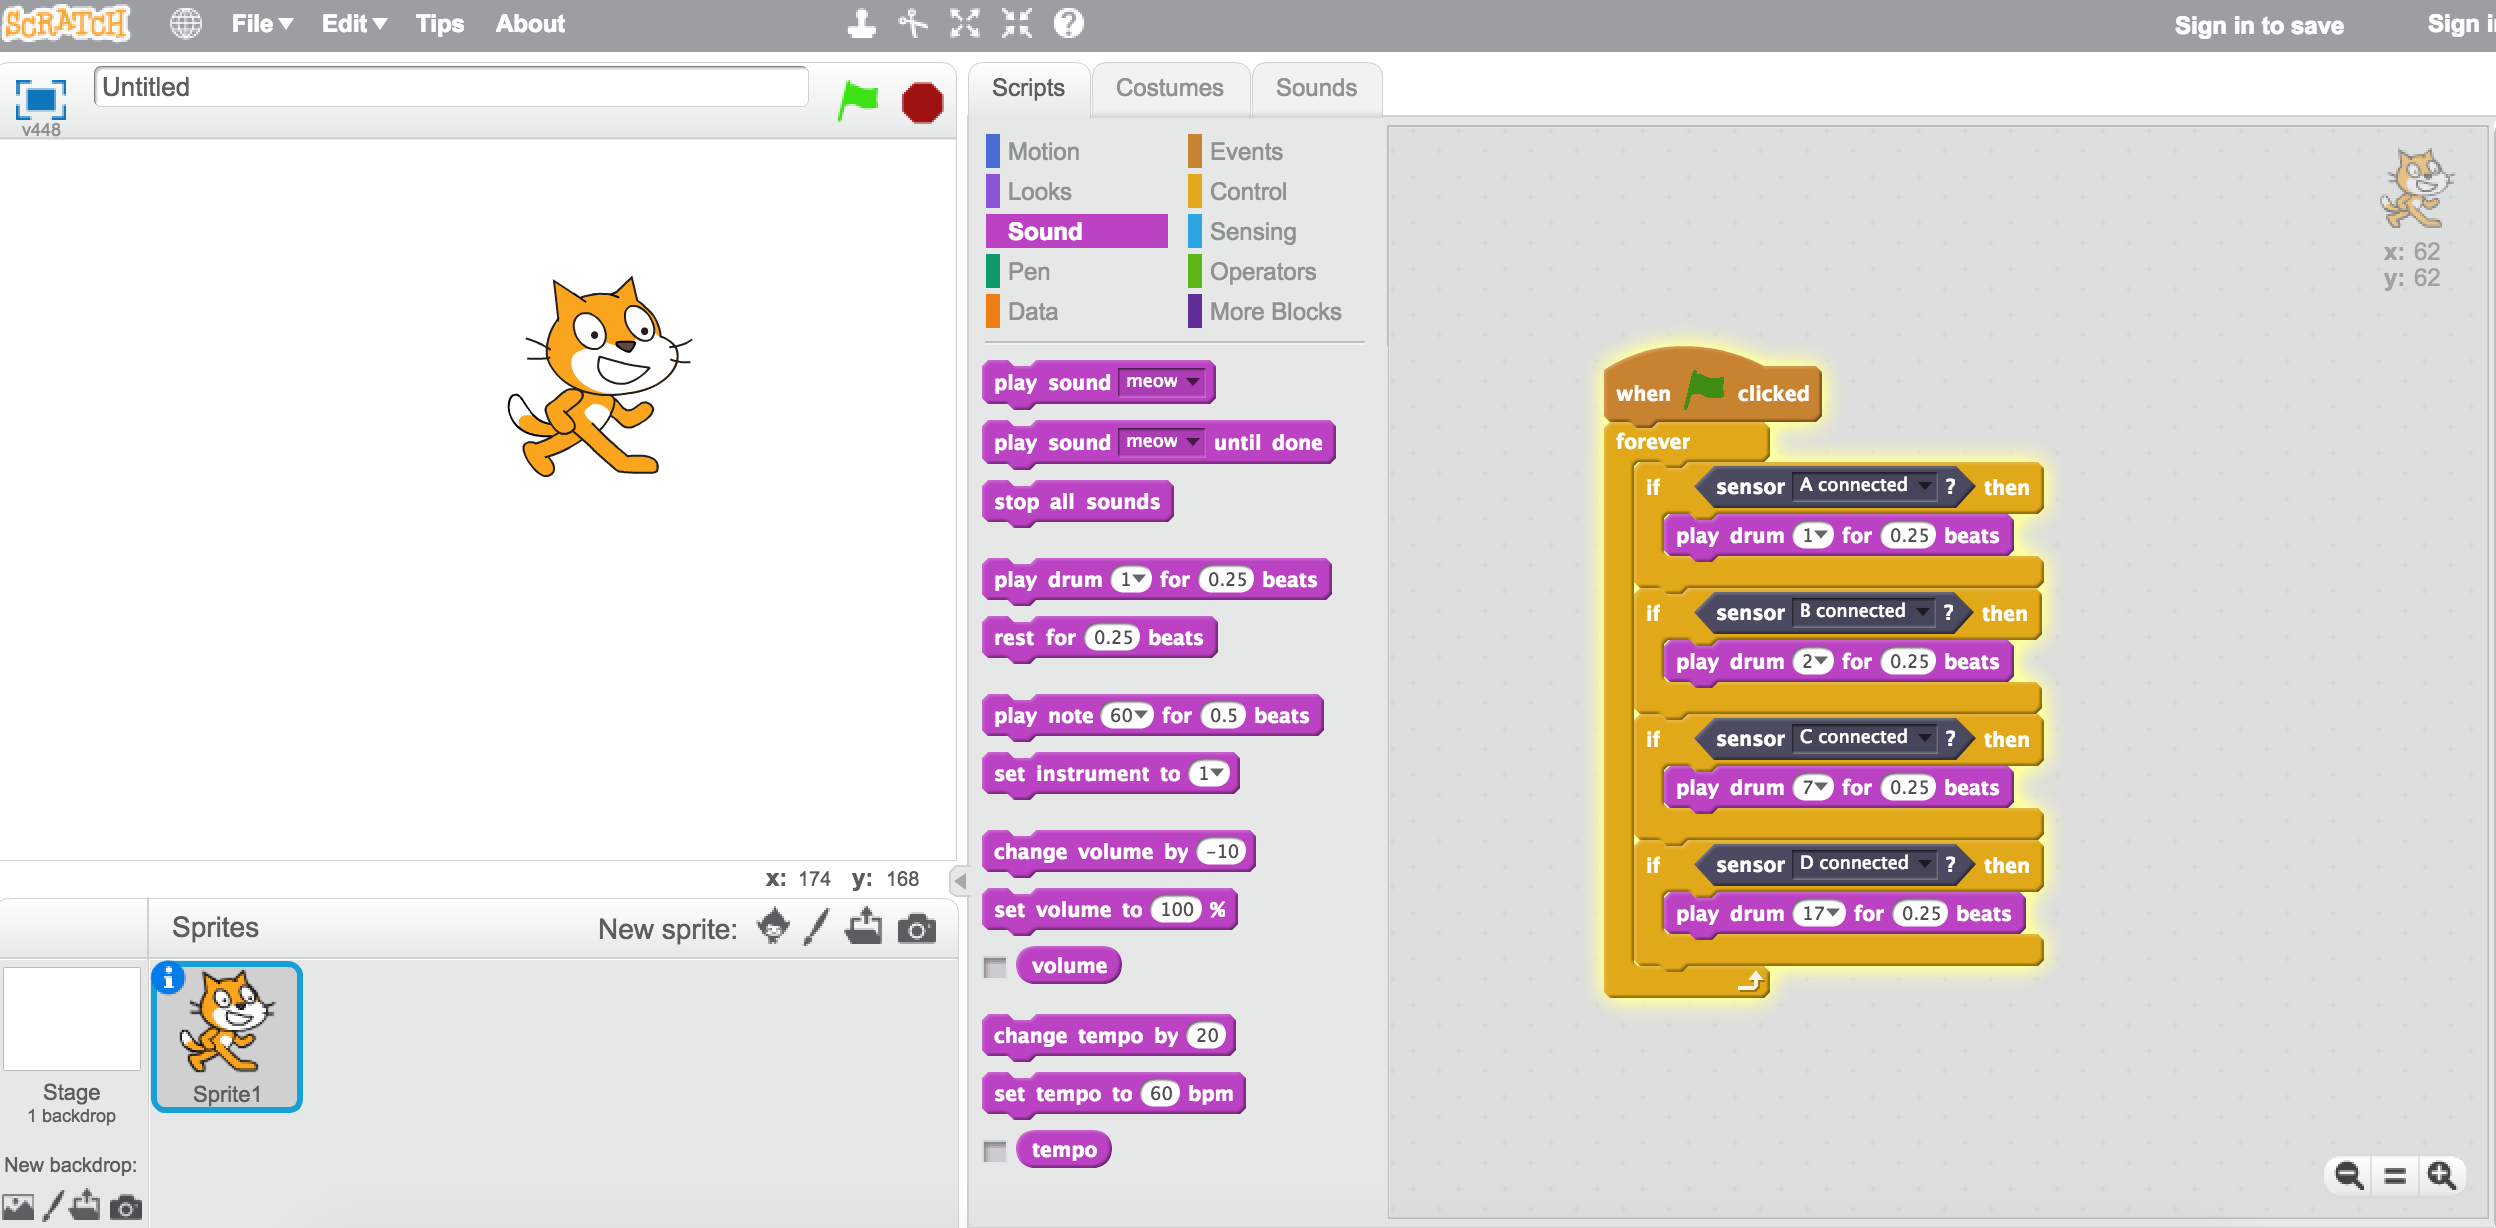 SCRATCH File Edit Tips About Sign in to save Sign i
v448
Untitled
x: 174 y: 168
Sprites New sprite:
Sprite1
Stage
1 backdrop
New backdrop:
Scripts Costumes Sounds
Motion Events
Looks Control
Sound Sensing
Pen Operators
Data More Blocks
play sound meow
play sound meow until done
stop all sounds
play drum 1 for 0.25 beats
rest for 0.25 beats
play note 60 for 0.5 beats
set instrument to 1
change volume by -10
set volume to 100 %
volume
change tempo by 20
set tempo to 60 bpm
tempo
x: 62
y: 62
when clicked
forever
if sensor A connected ? then
play drum 1 for 0.25 beats
if sensor B connected ? then
play drum 2 for 0.25 beats
if sensor C connected ? then
play drum 7 for 0.25 beats
if sensor D connected ? then
play drum 17 for 0.25 beats